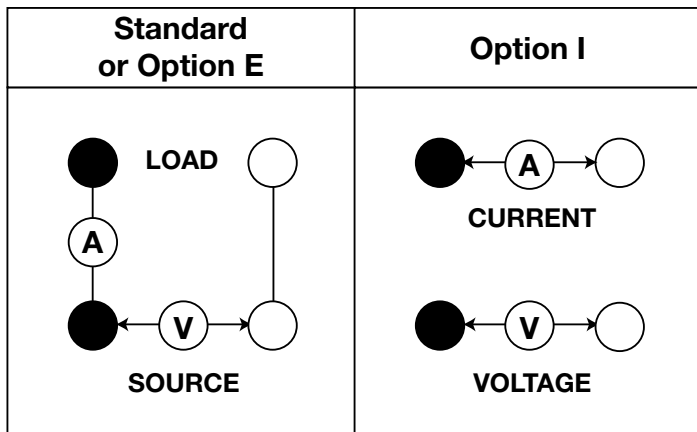 Standard
or Option E
Option I
LOAD
A
V
SOURCE
A
CURRENT
V
VOLTAGE